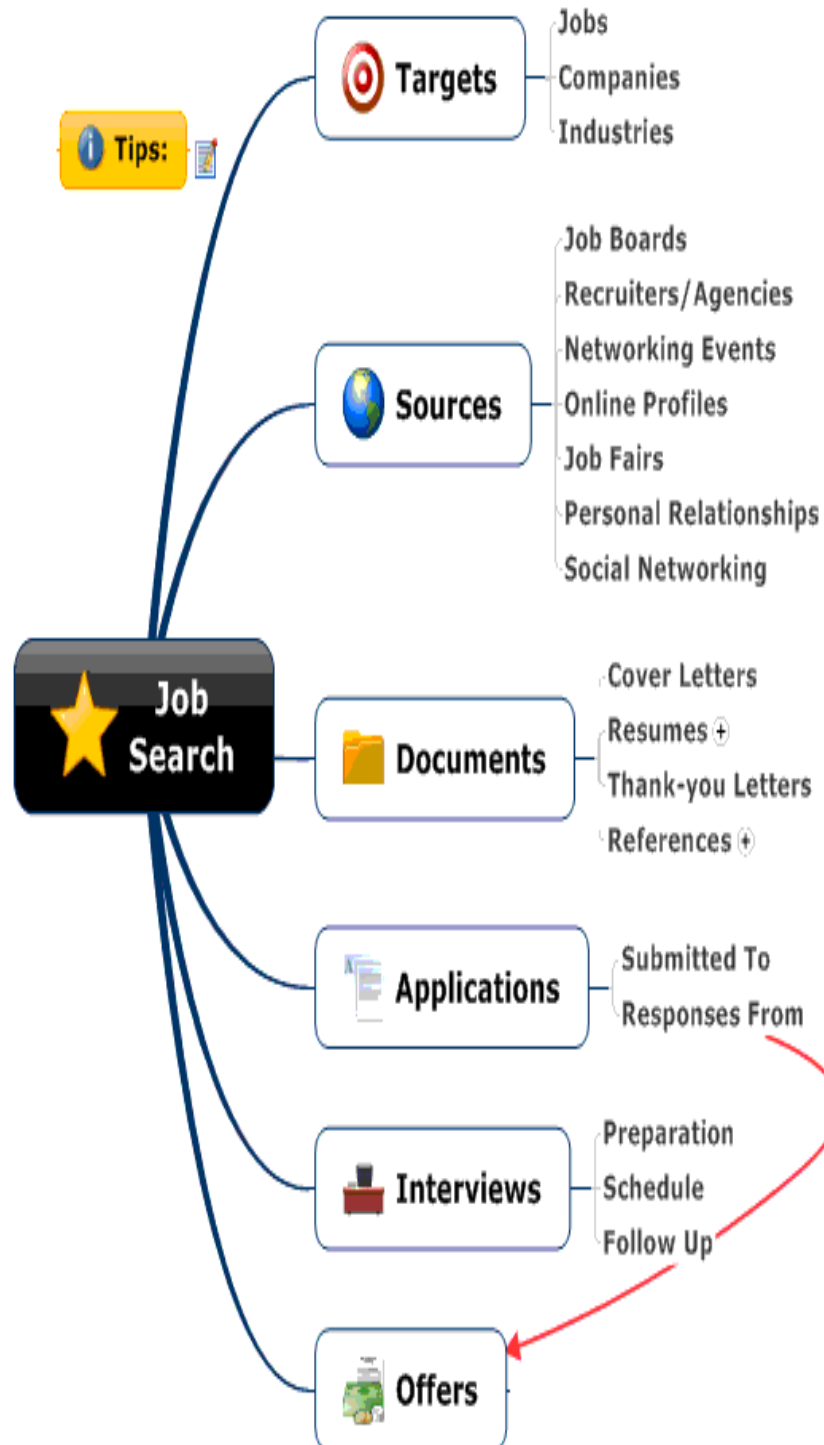 Tips:
Targets
Jobs
Companies
Industries
Sources
Job Boards
Recruiters/Agencies
Networking Events
Online Profiles
Job Fairs
Personal Relationships
Social Networking
Job
Search
Documents
Cover Letters
Resumes
Thank-you Letters
References
Applications
Submitted To
Responses From
Interviews
Preparation
Schedule
Follow Up
Offers